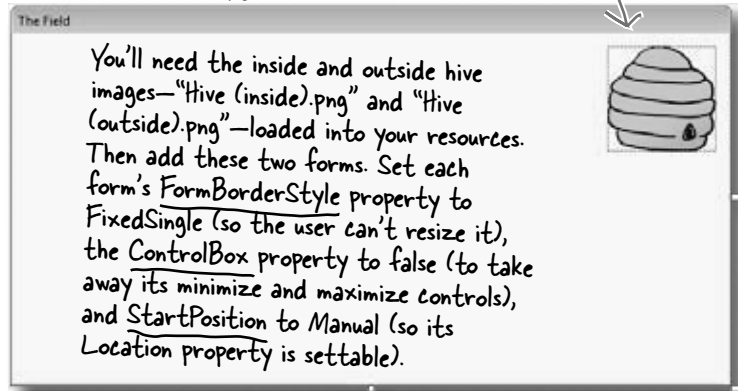 The Field
You'll need the inside and outside hive
images—"Hive (inside).png" and "Hive
(outside).png"—loaded into your resources.
Then add these two forms. Set each
form's FormBorderStyle property to
FixedSingle (so the user can't resize it),
the ControlBox property to false (to take
away its minimize and maximize controls),
and StartPosition to Manual (so its
Location property is settable).